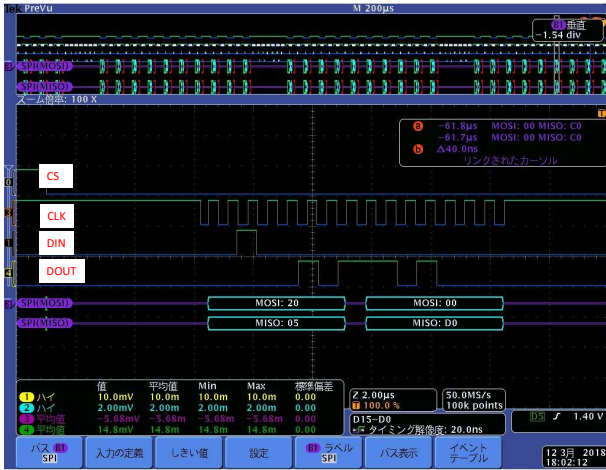 Tek PreVu
M 200μs
B1 垂直
-1.54 div
SPI(MOSI)
SPI(MISO)
ズーム倍率: 100 X
a -61.8μs MOSI: 00 MISO: C0
-61.7μs MOSI: 00 MISO: C0
b Δ40.0ns
リンクされたカーソル
CS
CLK
DIN
DOUT
SPI(MOSI) MOSI: 20 MOSI: 00
SPI(MISO) MISO: 05 MISO: D0
値 平均値 Min Max 標準偏差
1 ハイ 10.0mV 10.0m 10.0m 10.0m 0.00
2 ハイ 2.00mV 2.00m 2.00m 2.00m 0.00
3 平均値 -5.68mV -5.68m -5.68m -5.68m 0.00
4 平均値 14.8mV 14.8m 14.8m 14.8m 0.00
Z 2.00μs
T 100.0 %
50.0MS/s
100k points
D15-D0
タイミング解像度: 20.0ns
D5 1.40 V
バス B1 SPI
入力の定義
しきい値
設定
B1 ラベル SPI
バス表示
イベント テーブル
12 3月 2018
18:02:12